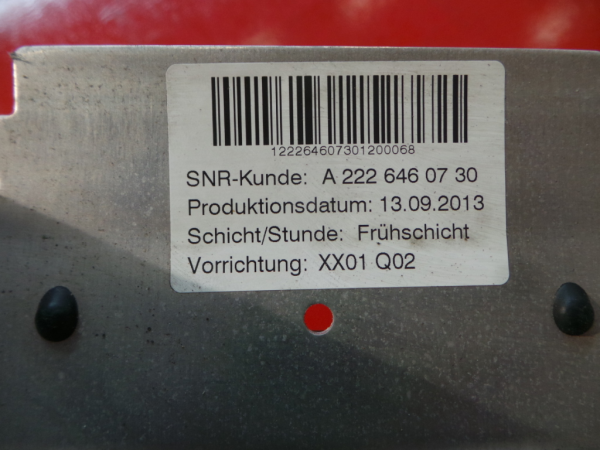 122264607301200068
SNR-Kunde: A 222 646 07 30
Produktionsdatum: 13.09.2013
Schicht/Stunde: Frühschicht
Vorrichtung: XX01 Q02